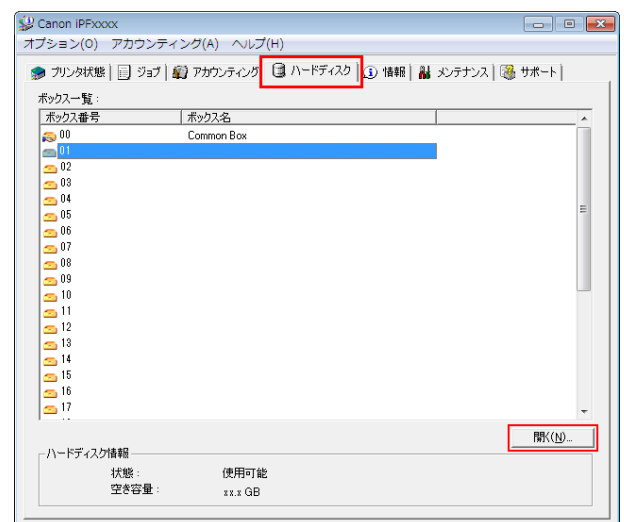 Canon iPFxxxx
オプション(O) アカウンティング(A) ヘルプ(H)
プリンタ状態 ジョブ アカウンティング ハードディスク 情報 メンテナンス サポート
ボックス一覧 :
ボックス番号 ボックス名
00 Common Box
01
02
03
04
05
06
07
08
09
10
11
12
13
14
15
16
17
開く(N)...
ハードディスク情報
状態 : 使用可能
空き容量 : xx.x GB